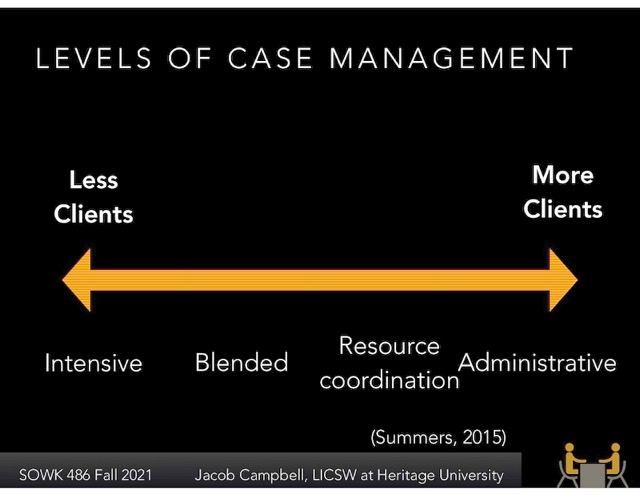 LEVELS OF CASE MANAGEMENT
Less
Clients
More
Clients
Intensive
Blended
Resource
coordination
Administrative
(Summers, 2015)
SOWK 486 Fall 2021
Jacob Campbell, LICSW at Heritage University